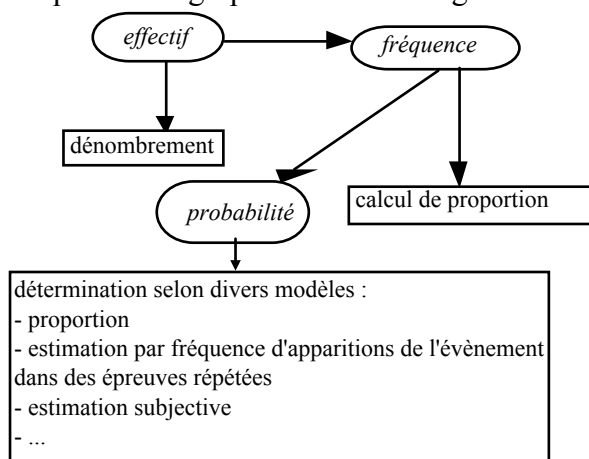 effectif
fréquence
dénombrement
calcul de proportion
probabilité
détermination selon divers modèles :
- proportion
- estimation par fréquence d'apparitions de l'évènement
dans des épreuves répétées
- estimation subjective
- ...